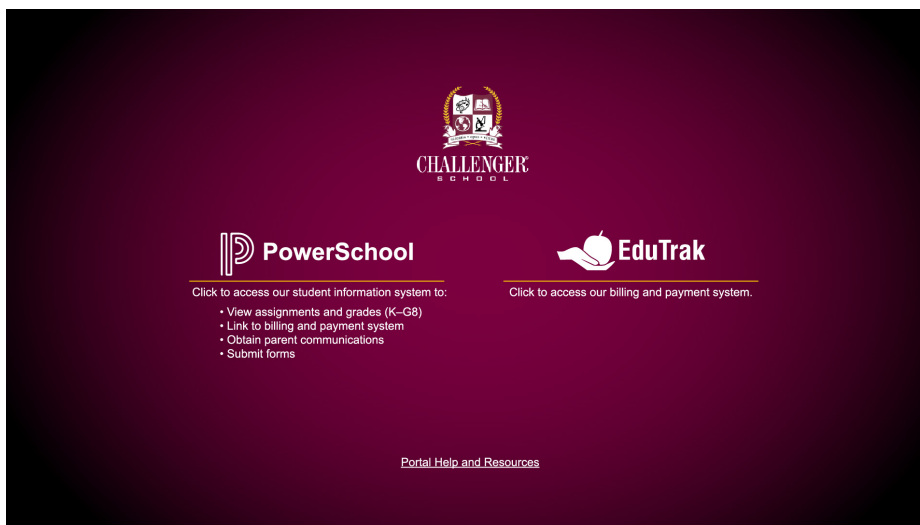 CHALLENGER®
SCHOOL
PowerSchool
Click to access our student information system to:
• View assignments and grades (K–G8)
• Link to billing and payment system
• Obtain parent communications
• Submit forms
EduTrak
Click to access our billing and payment system.
Portal Help and Resources